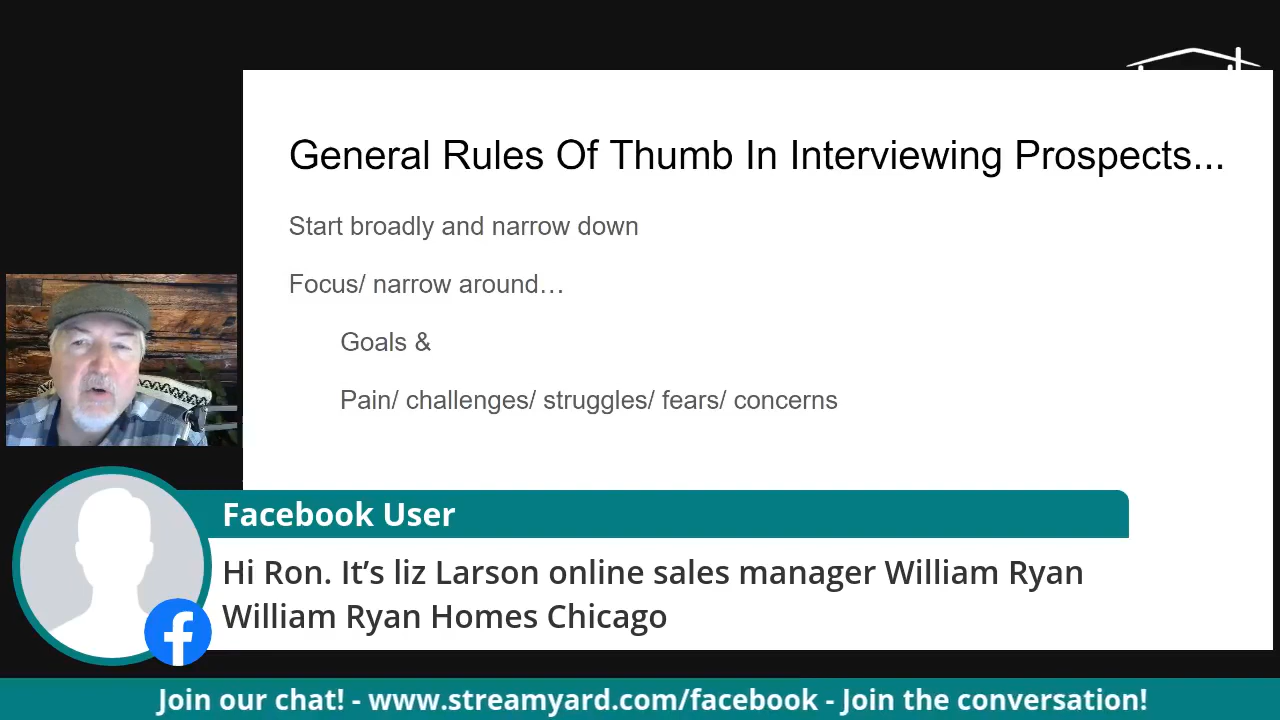 General Rules Of Thumb In Interviewing Prospects...
Start broadly and narrow down
Focus/ narrow around…
Goals &
Pain/ challenges/ struggles/ fears/ concerns
Facebook User
Hi Ron. It’s liz Larson online sales manager William Ryan
William Ryan Homes Chicago
Join our chat! - www.streamyard.com/facebook - Join the conversation!